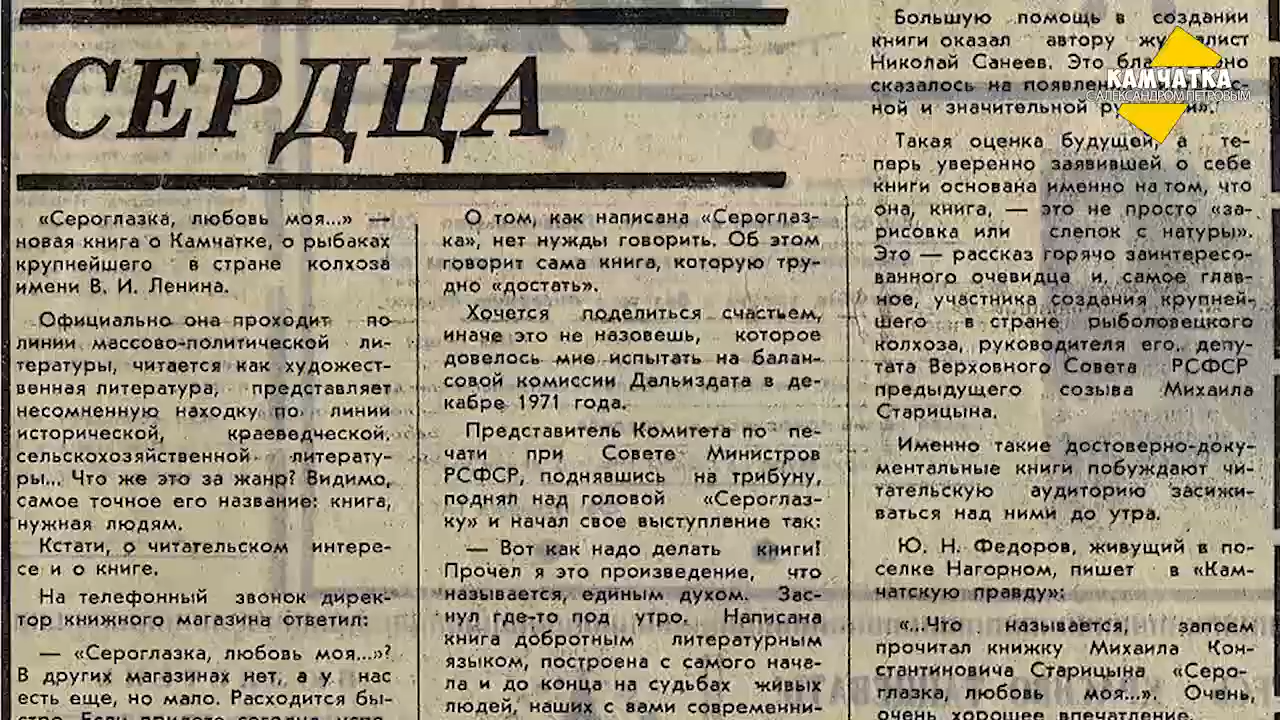 СЕРДЦА
«Сероглазка, любовь моя...» —
новая книга о Камчатке, о рыбаках
крупнейшего в стране колхоза
имени В. И. Ленина.
Официально она проходит по
линии массово-политической ли-
тературы, читается как художест-
венная литература, представляет
несомненную находку по линии
исторической, краеведческой,
сельскохозяйственной литерату-
ры... Что же это за жанр? Видимо,
самое точное его название: книга,
нужная людям.
Кстати, о читательском интере-
се и о книге.
На телефонный звонок дирек-
тор книжного магазина ответил:
— «Сероглазка, любовь моя...»?
В других магазинах нет, а у нас
есть еще, но мало. Расходится бы-
стро. Если
О том, как написана «Сероглаз-
ка», нет нужды говорить. Об этом
говорит сама книга, которую тру-
дно «достать».
Хочется поделиться счастьем,
иначе это не назовешь, которое
довелось мне испытать на балан-
совой комиссии Дальиздата в де-
кабре 1971 года.
Представитель Комитета по пе-
чати при Совете Министров
РСФСР, поднявшись на трибуну,
поднял над головой «Сероглаз-
ку» и начал свое выступление так:
— Вот как надо делать книги!
Прочел я это произведение, что
называется, единым духом. Зас-
нул где-то под утро. Написана
книга добротным литературным
языком, построена с самого нача-
ла и до конца на судьбах живых
людей, наших с вами современни-
Большую помощь в создании
книги оказал автору
Николай Санеев. Это
сказалось на
ной и значительной
Такая оценка будущей, а те-
перь уверенно заявившей о себе
книги основана именно на том, что
она, книга, — это не просто «за-
рисовка или слепок с натуры».
Это — рассказ горячо заинтересо-
ванного очевидца и, самое глав-
ное, участника создания крупней-
шего в стране рыболовецкого
колхоза, руководителя его, депу-
тата Верховного Совета РСФСР
предыдущего созыва Михаила
Старицына.
Именно такие достоверно-доку-
ментальные книги побуждают чи-
тательскую аудиторию засижи-
ваться над ними до утра.
Ю. Н. Федоров, живущий в по-
селке Нагорном, пишет в «Кам-
чатскую правду»:
«...Что называется, запоем
прочитал книжку Михаила Кон-
стантиновича Старицына «Серо-
глазка, любовь моя...». Очень,
очень хорошее впечатление.
КАМЧАТКА
С АЛЕКСАНДРОМ ПЕТРОВЫМ